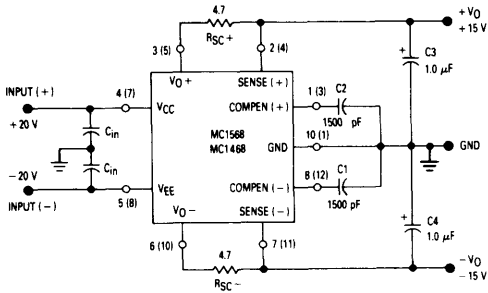 4.7
RSC+
+VO
+15 V
3 (5)
2 (4)
C3
1.0 µF
+
VO+
SENSE (+)
INPUT (+)
4 (7)
VCC
COMPEN (+)
1 (3)
C2
1500 pF
+20 V
Cin
MC1568
MC1468
GND
10 (1)
GND
Cin
-20 V
COMPEN (-)
8 (12)
C1
1500 pF
VEE
INPUT (-)
5 (8)
VO-
SENSE (-)
+
C4
1.0 µF
6 (10)
4.7
7 (11)
RSC-
-VO
-15 V